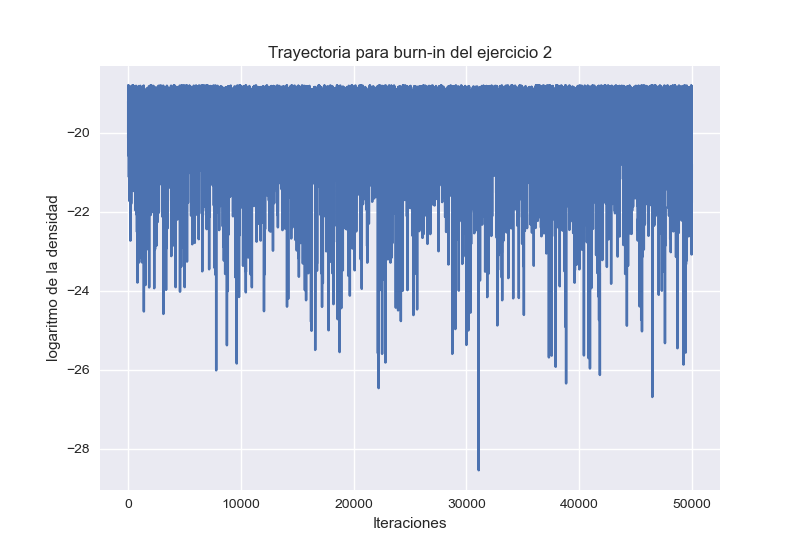 Trayectoria para burn-in del ejercicio 2
logaritmo de la densidad
−20
−22
−24
−26
−28
0 10000 20000 30000 40000 50000
Iteraciones